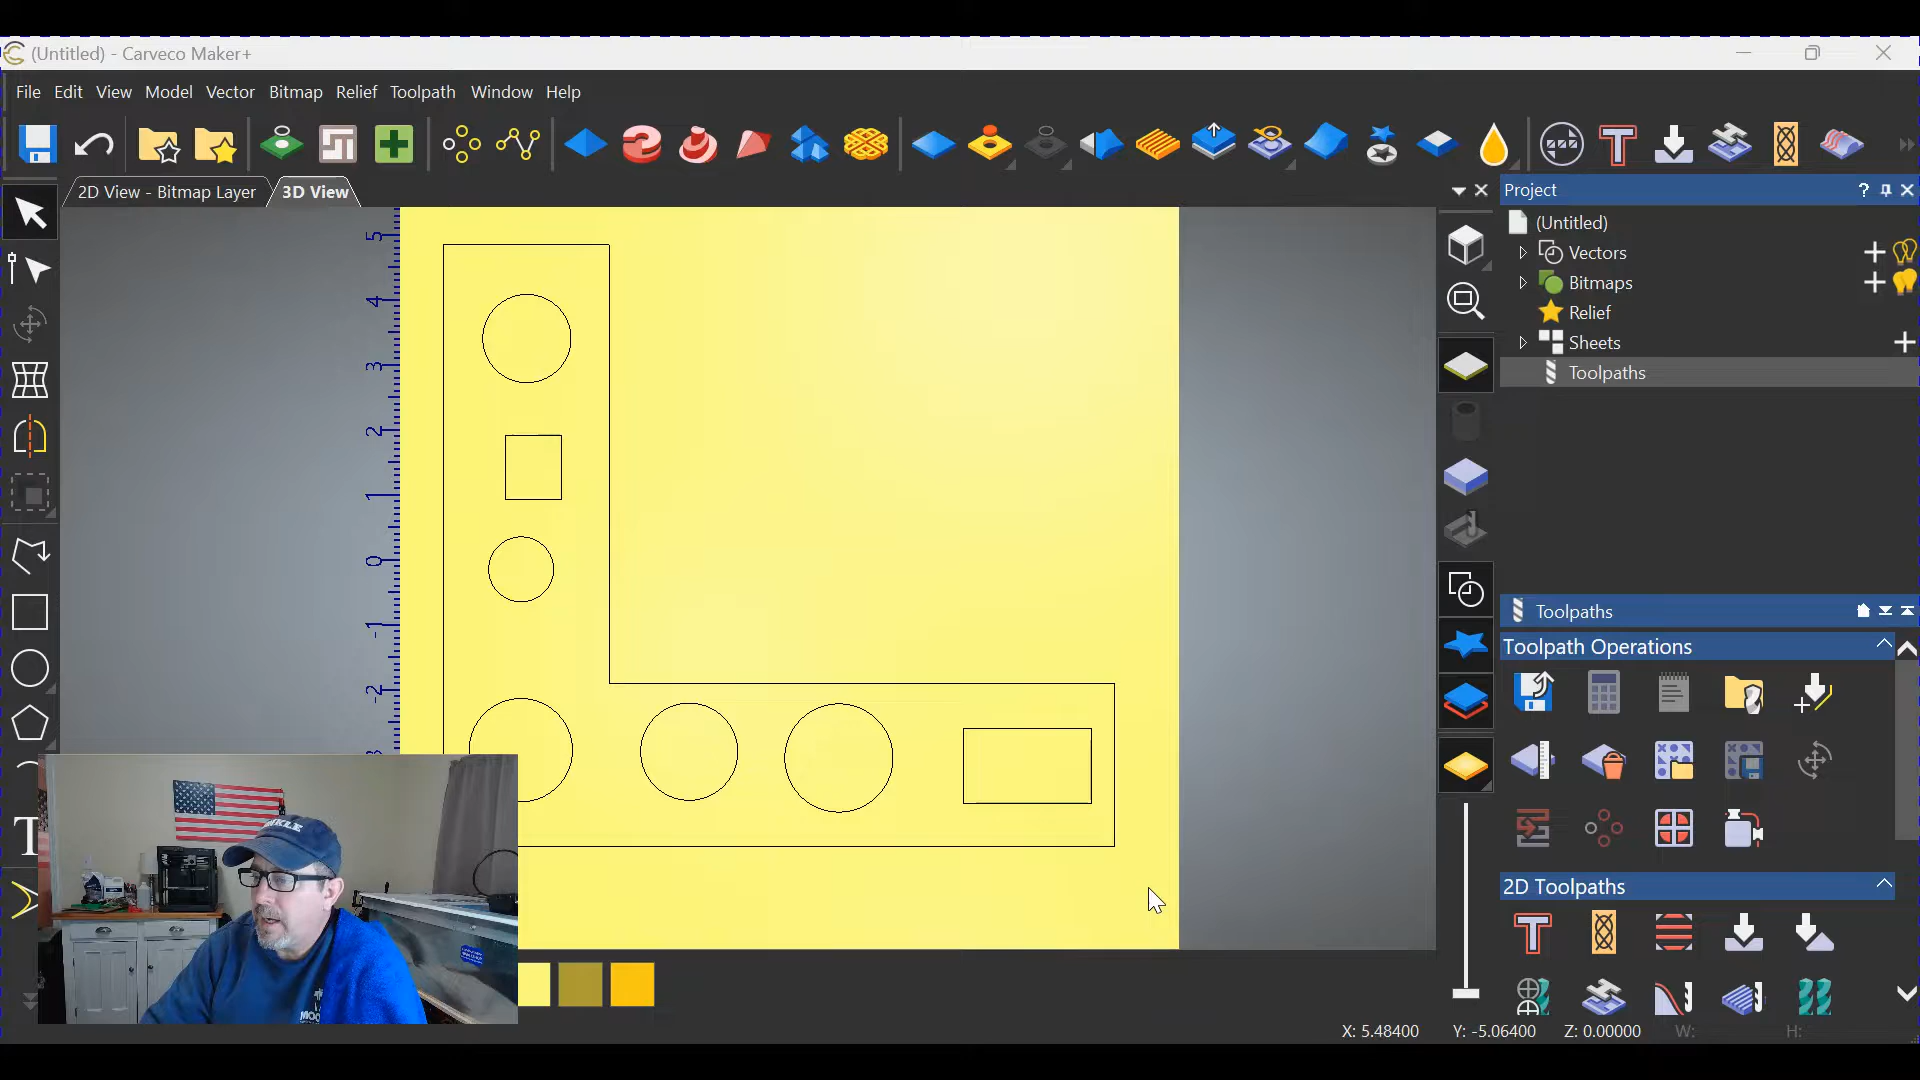 (Untitled) - Carveco Maker+
File Edit View Model Vector Bitmap Relief Toolpath Window Help
2D View - Bitmap Layer 3D View
Project
(Untitled)
Vectors
Bitmaps
Relief
Sheets
Toolpaths
5
4
3
2
1
0
-1
-2
Toolpaths
Toolpath Operations
2D Toolpaths
X: 5.48400 Y: -5.06400 Z: 0.00000 W: H: